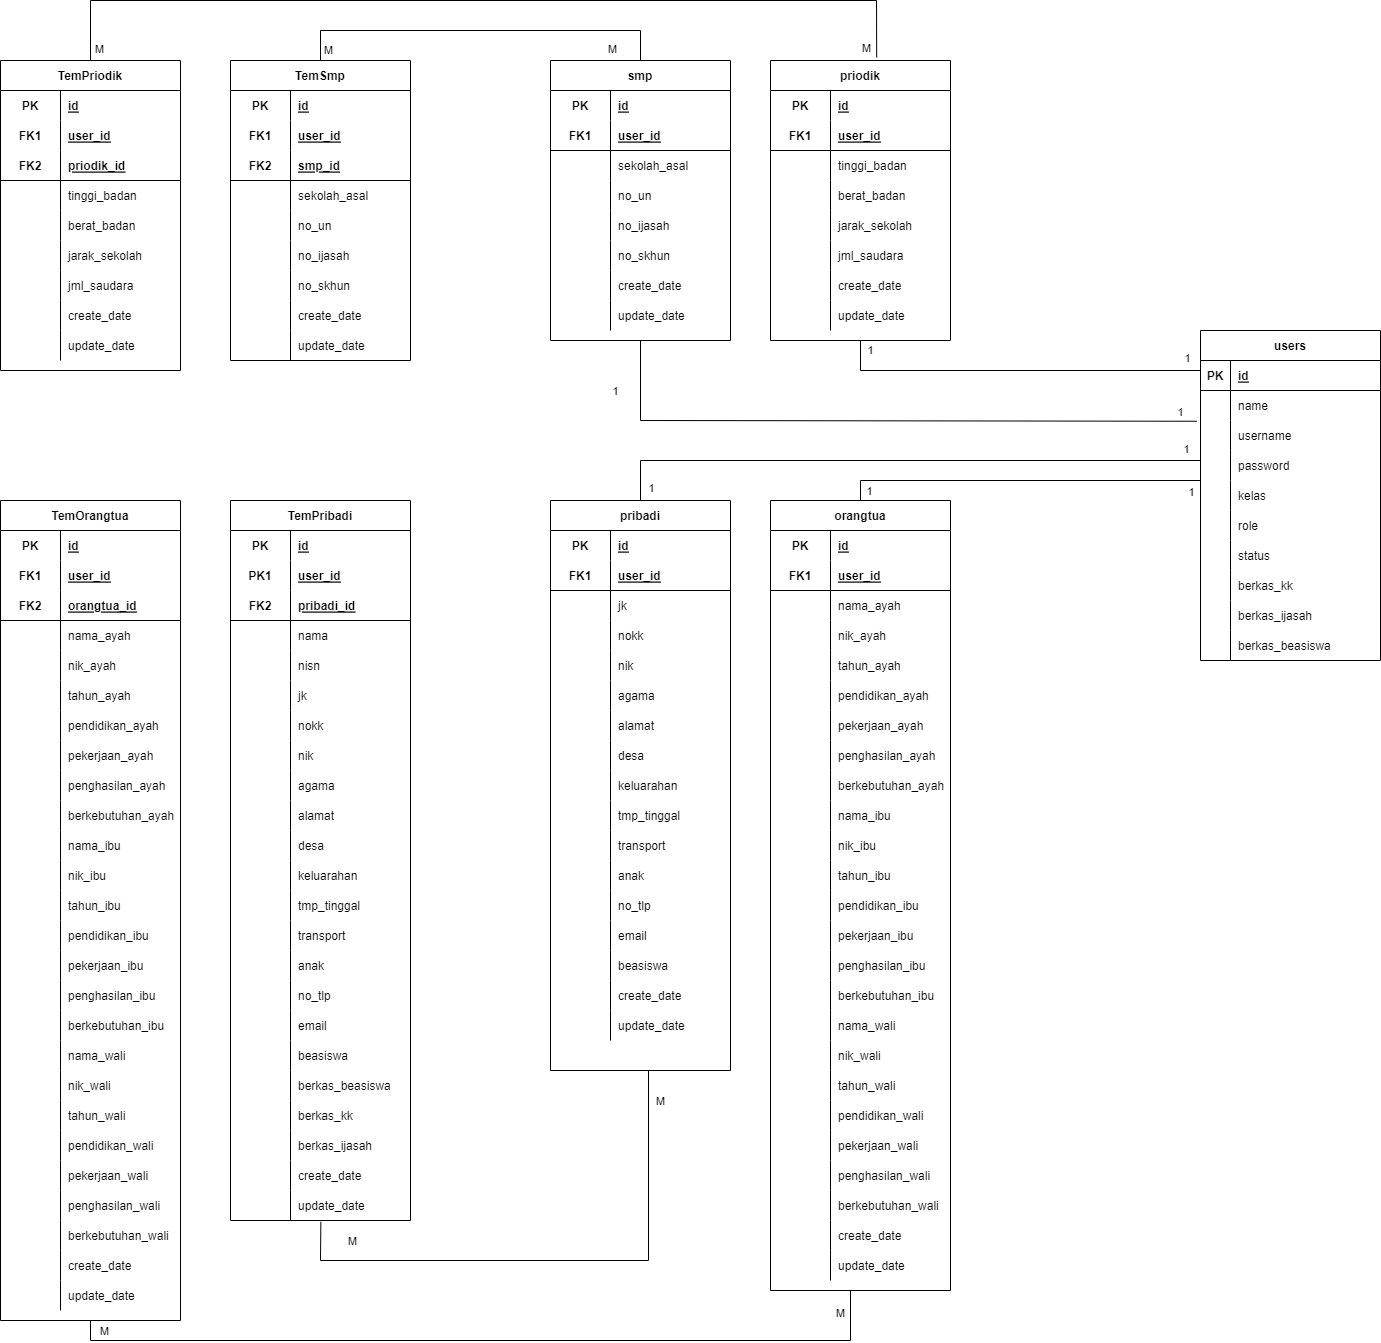 M
M
M
M
TemPriodik
PK id
FK1 user_id
FK2 priodik_id
tinggi_badan
berat_badan
jarak_sekolah
jml_saudara
create_date
update_date
TemSmp
PK id
FK1 user_id
FK2 smp_id
sekolah_asal
no_un
no_ijasah
no_skhun
create_date
update_date
smp
PK id
FK1 user_id
sekolah_asal
no_un
no_ijasah
no_skhun
create_date
update_date
priodik
PK id
FK1 user_id
tinggi_badan
berat_badan
jarak_sekolah
jml_saudara
create_date
update_date
1
1
1
1
1
1
1
1
users
PK id
name
username
password
kelas
role
status
berkas_kk
berkas_ijasah
berkas_beasiswa
TemOrangtua
PK id
FK1 user_id
FK2 orangtua_id
nama_ayah
nik_ayah
tahun_ayah
pendidikan_ayah
pekerjaan_ayah
penghasilan_ayah
berkebutuhan_ayah
nama_ibu
nik_ibu
tahun_ibu
pendidikan_ibu
pekerjaan_ibu
penghasilan_ibu
berkebutuhan_ibu
nama_wali
nik_wali
tahun_wali
pendidikan_wali
pekerjaan_wali
penghasilan_wali
berkebutuhan_wali
create_date
update_date
TemPribadi
PK id
PK1 user_id
FK2 pribadi_id
nama
nisn
jk
nokk
nik
agama
alamat
desa
keluarahan
tmp_tinggal
transport
anak
no_tlp
email
beasiswa
berkas_beasiswa
berkas_kk
berkas_ijasah
create_date
update_date
pribadi
PK id
FK1 user_id
jk
nokk
nik
agama
alamat
desa
keluarahan
tmp_tinggal
transport
anak
no_tlp
email
beasiswa
create_date
update_date
orangtua
PK id
FK1 user_id
nama_ayah
nik_ayah
tahun_ayah
pendidikan_ayah
pekerjaan_ayah
penghasilan_ayah
berkebutuhan_ayah
nama_ibu
nik_ibu
tahun_ibu
pendidikan_ibu
pekerjaan_ibu
penghasilan_ibu
berkebutuhan_ibu
nama_wali
nik_wali
tahun_wali
pendidikan_wali
pekerjaan_wali
penghasilan_wali
berkebutuhan_wali
create_date
update_date
M
M
M
M